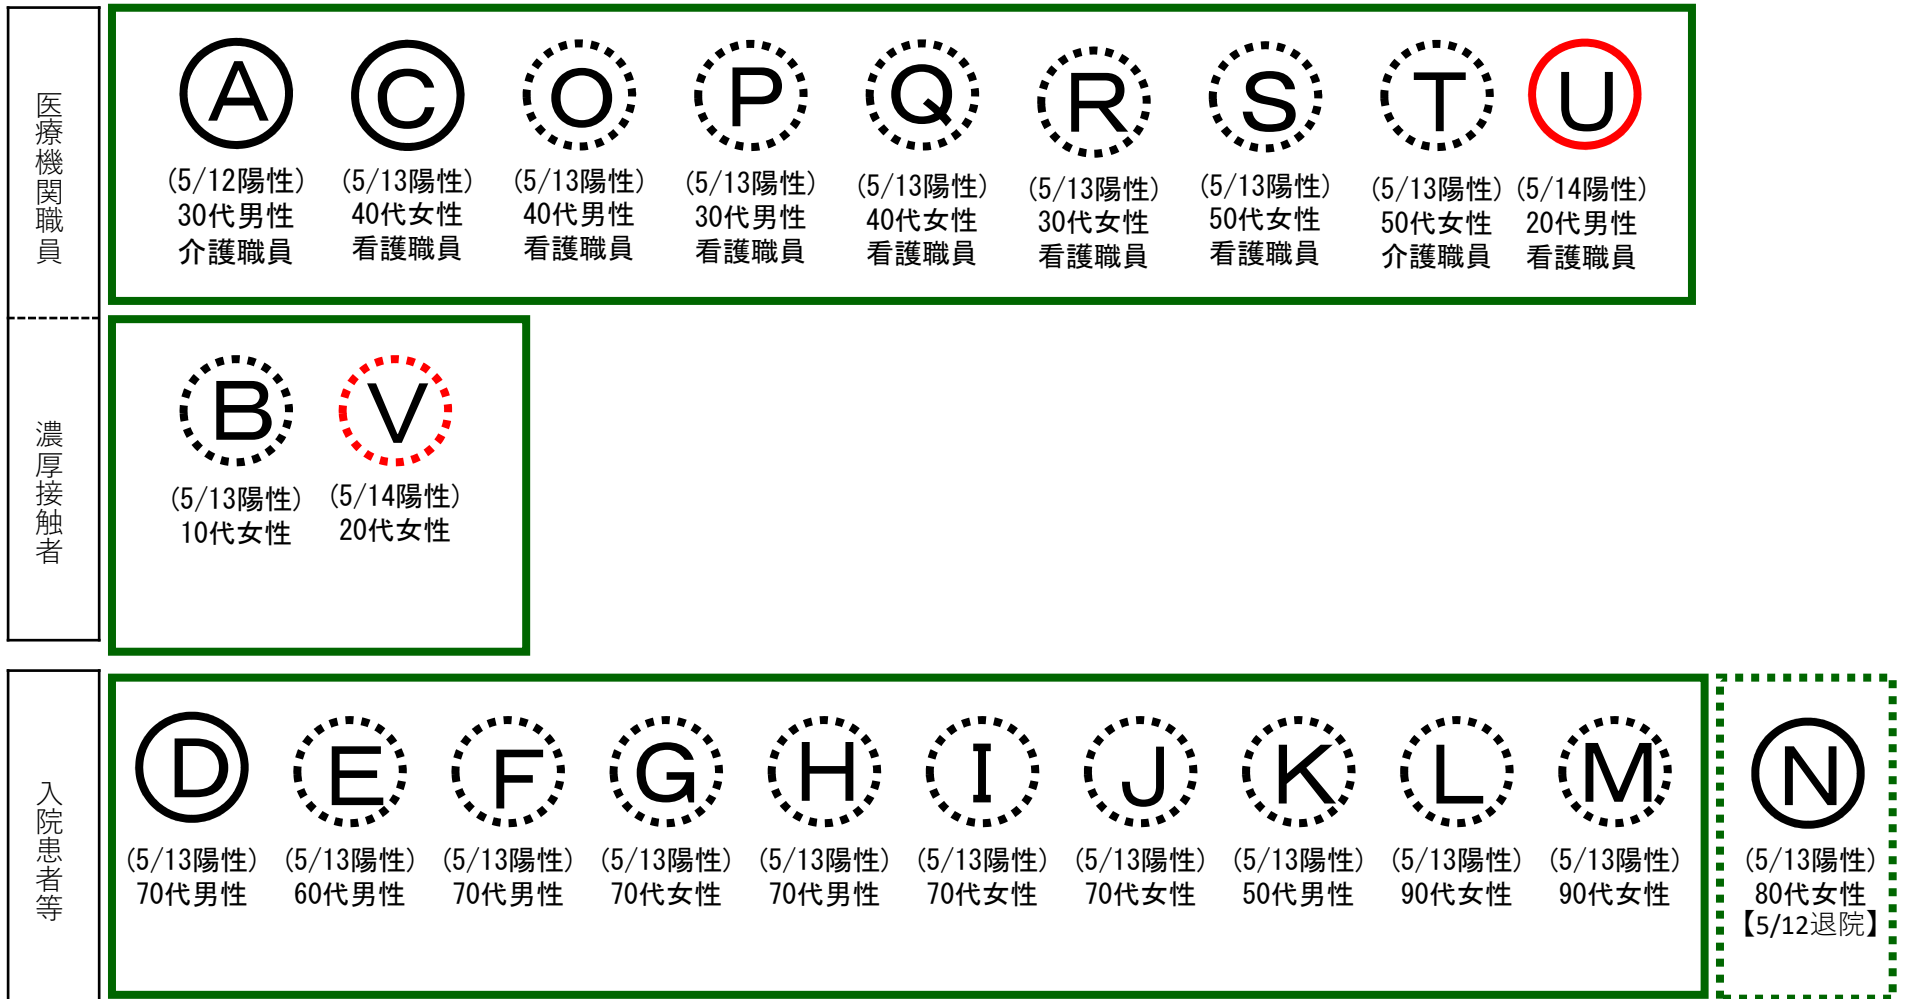 医療機関職員
A C O P Q R S T U
(5/12陽性) (5/13陽性) (5/13陽性) (5/13陽性) (5/13陽性) (5/13陽性) (5/13陽性) (5/13陽性) (5/14陽性)
30代男性 40代女性 40代男性 30代男性 40代女性 30代女性 50代女性 50代女性 20代男性
介護職員 看護職員 看護職員 看護職員 看護職員 看護職員 看護職員 介護職員 看護職員
濃厚接触者
B V
(5/13陽性) (5/14陽性)
10代女性 20代女性
入院患者等
D E F G H I J K L M N
(5/13陽性) (5/13陽性) (5/13陽性) (5/13陽性) (5/13陽性) (5/13陽性) (5/13陽性) (5/13陽性) (5/13陽性) (5/13陽性) (5/13陽性)
70代男性 60代男性 70代男性 70代女性 70代男性 70代女性 70代女性 50代男性 90代女性 90代女性 80代女性
【5/12退院】